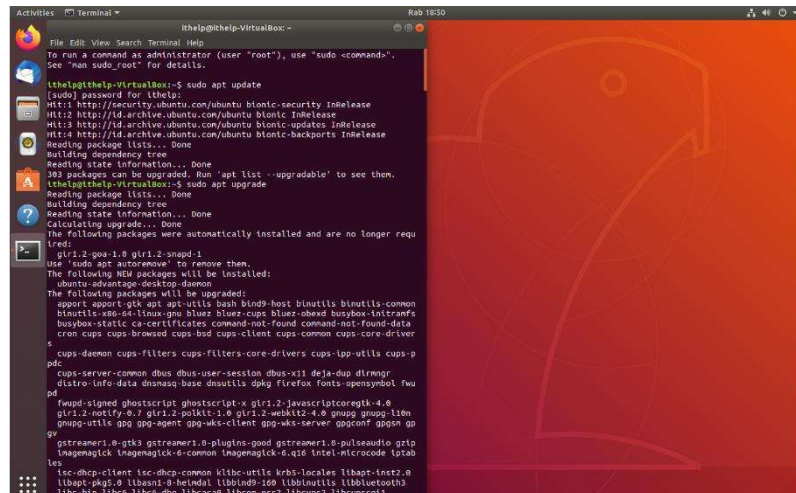 Activities Terminal Rab 18:50
ithelp@ithelp-VirtualBox: ~
File Edit View Search Terminal Help
To run a command as administrator (user "root"), use "sudo <command>".
See "man sudo_root" for details.
ithelp@ithelp-VirtualBox:~$ sudo apt update
[sudo] password for ithelp:
Hit:1 http://security.ubuntu.com/ubuntu bionic-security InRelease
Hit:2 http://id.archive.ubuntu.com/ubuntu bionic InRelease
Hit:3 http://id.archive.ubuntu.com/ubuntu bionic-updates InRelease
Hit:4 http://id.archive.ubuntu.com/ubuntu bionic-backports InRelease
Reading package lists... Done
Building dependency tree
Reading state information... Done
303 packages can be upgraded. Run 'apt list --upgradable' to see them.
ithelp@ithelp-VirtualBox:~$ sudo apt upgrade
Reading package lists... Done
Building dependency tree
Reading state information... Done
Calculating upgrade... Done
The following packages were automatically installed and are no longer requ
ired:
gir1.2-goa-1.0 gir1.2-snapd-1
Use 'sudo apt autoremove' to remove them.
The following NEW packages will be installed:
ubuntu-advantage-desktop-daemon
The following packages will be upgraded:
apport apport-gtk apt apt-utils bash bind9-host binutils binutils-common
binutils-x86-64-linux-gnu bluez bluez-cups bluez-obexd busybox-initramfs
busybox-static ca-certificates command-not-found command-not-found-data
cron cups cups-browsed cups-bsd cups-client cups-common cups-core-driver
s
cups-daemon cups-filters cups-filters-core-drivers cups-ipp-utils cups-p
pdc
cups-server-common dbus dbus-user-session dbus-x11 deja-dup dirmngr
distro-info-data dnsmasq-base dnsutils dpkg firefox fonts-opensymbol fwu
pd
fwupd-signed ghostscript ghostscript-x gir1.2-javascriptcoregtk-4.0
gir1.2-notify-0.7 gir1.2-polkit-1.0 gir1.2-webkit2-4.0 gnupg gnupg-l10n
gnupg-utils gpg gpg-agent gpg-wks-client gpg-wks-server gpgconf gpgsm gp
gv
gstreamer1.0-gtk3 gstreamer1.0-plugins-good gstreamer1.0-pulseaudio gzip
imagemagick imagemagick-6-common imagemagick-6.q16 intel-microcode iptab
les
isc-dhcp-client isc-dhcp-common klibc-utils krb5-locales libapt-inst2.0
libapt-pkg5.0 libasn1-8-heimdal libbind9-160 libbinutils libbluetooth3